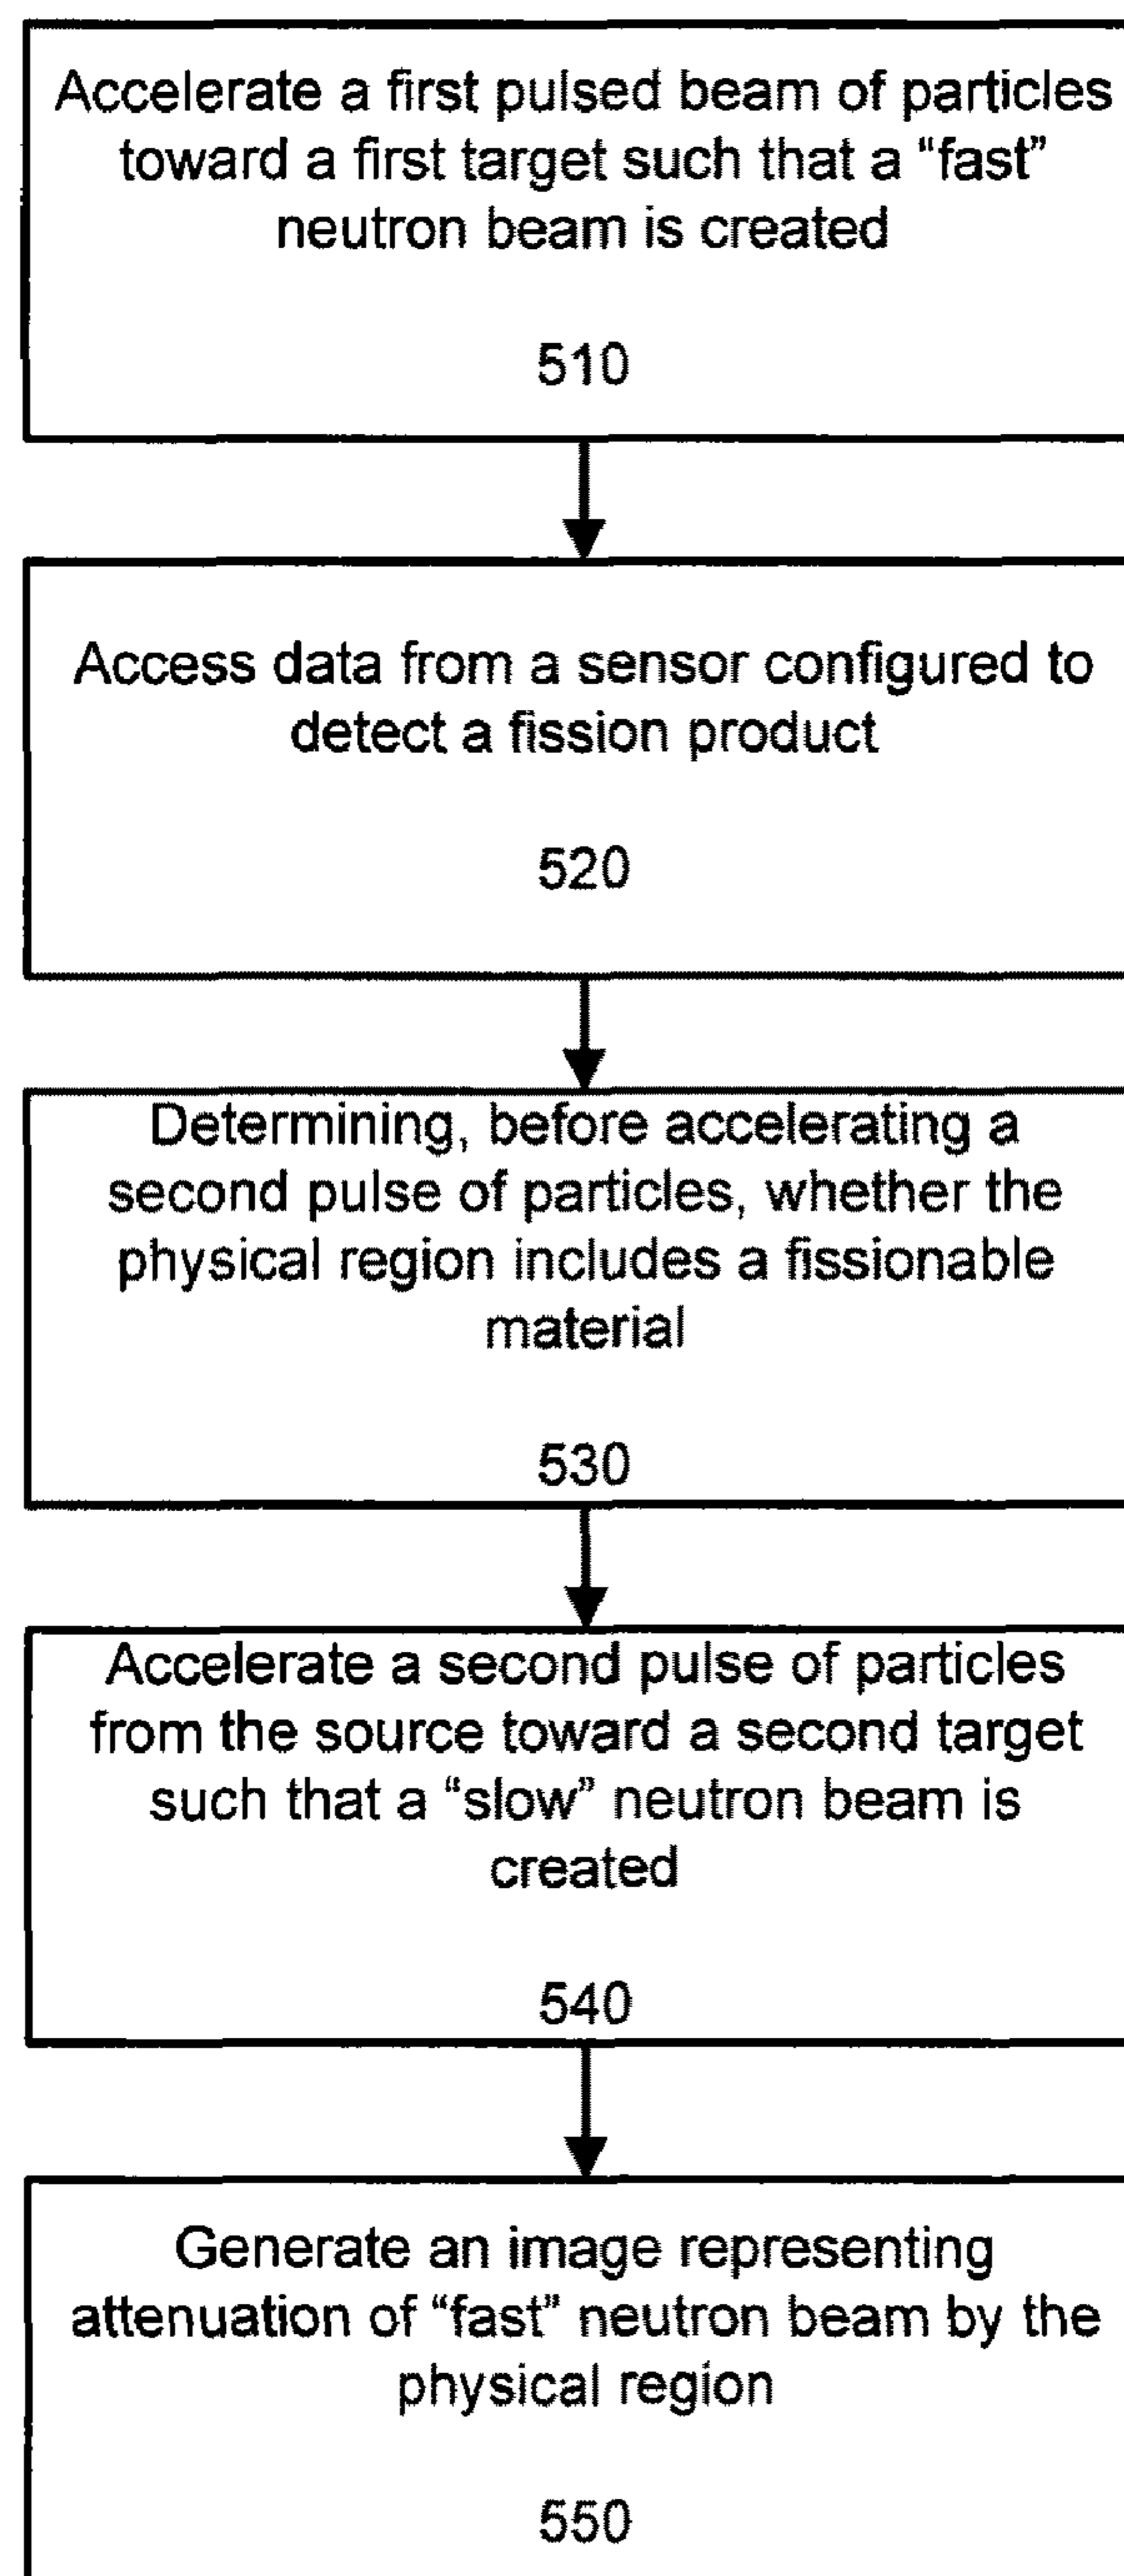 Accelerate a first pulsed beam of particles
toward a first target such that a “fast”
neutron beam is created
510
Access data from a sensor configured to
detect a fission product
520
Determining, before accelerating a
second pulse of particles, whether the
physical region includes a fissionable
material
530
Accelerate a second pulse of particles
from the source toward a second target
such that a “slow” neutron beam is
created
540
Generate an image representing
attenuation of “fast” neutron beam by the
physical region
550